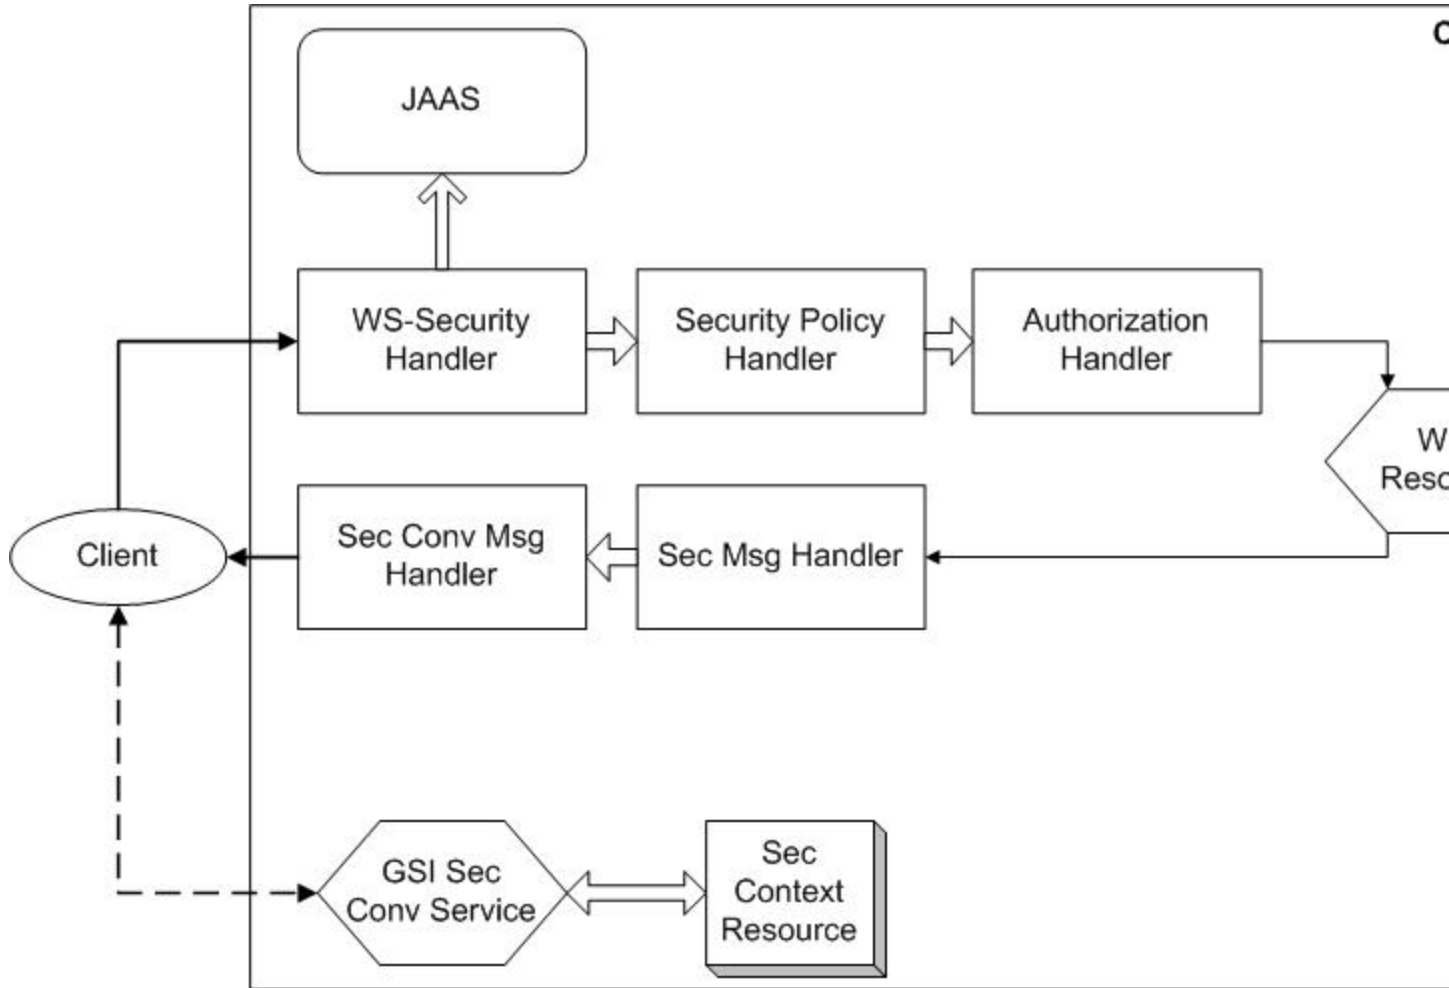 JAAS
WS-Security
Handler
Security Policy
Handler
Authorization
Handler
Client
Sec Conv Msg
Handler
Sec Msg Handler
GSI Sec
Conv Service
Sec
Context
Resource